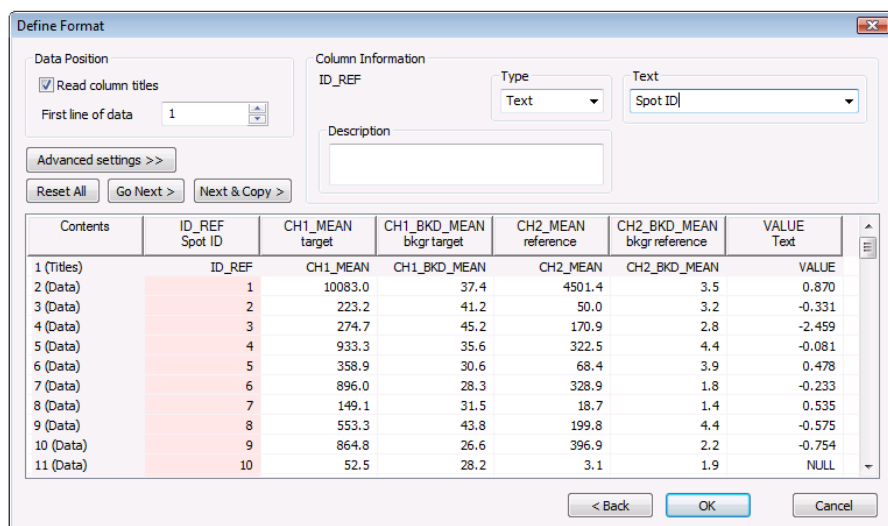 Define Format
Data Position
Read column titles
First line of data 1
Column Information
ID_REF
Type
Text
Text
Spot ID
Description
Advanced settings >>
Reset All Go Next > Next & Copy >
Contents ID_REF CH1_MEAN CH1_BKD_MEAN CH2_MEAN CH2_BKD_MEAN VALUE
Spot ID target bkgr target reference bkgr reference Text
1 (Titles) ID_REF CH1_MEAN CH1_BKD_MEAN CH2_MEAN CH2_BKD_MEAN VALUE
2 (Data) 1 10083.0 37.4 4501.4 3.5 0.870
3 (Data) 2 223.2 41.2 50.0 3.2 -0.331
4 (Data) 3 274.7 45.2 170.9 2.8 -2.459
5 (Data) 4 933.3 35.6 322.5 4.4 -0.081
6 (Data) 5 358.9 30.6 68.4 3.9 0.478
7 (Data) 6 896.0 28.3 328.9 1.8 -0.233
8 (Data) 7 149.1 31.5 18.7 1.4 0.535
9 (Data) 8 553.3 43.8 199.8 4.4 -0.575
10 (Data) 9 864.8 26.6 396.9 2.2 -0.754
11 (Data) 10 52.5 28.2 3.1 1.9 NULL
< Back OK Cancel